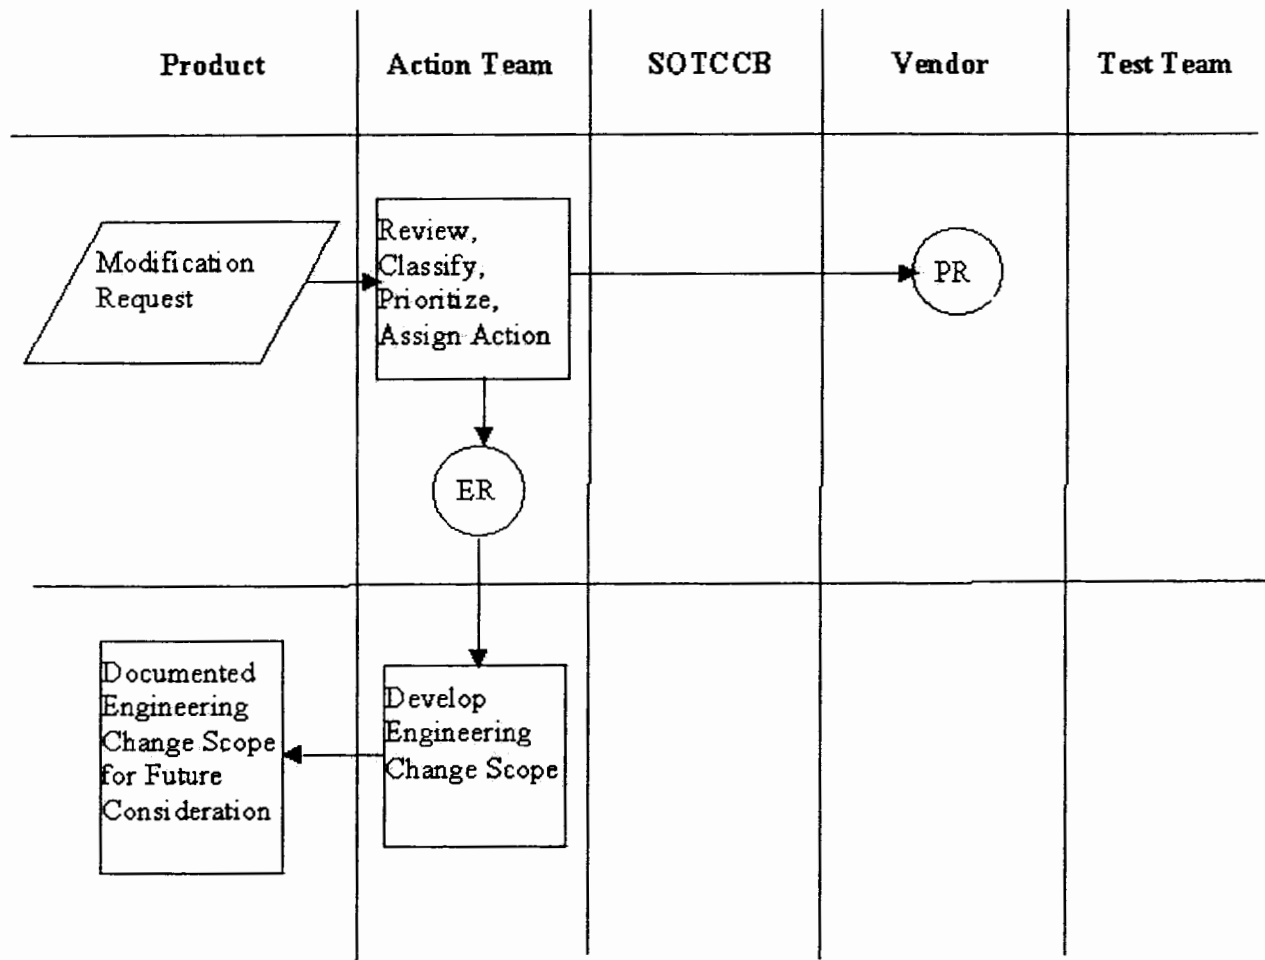 Product
Action Team
SQTCCB
Vendor
Test Team
Modification
Request
Review,
Classify,
Prioritize,
Assign Action
PR
ER
Documented
Engineering
Change Scope
for Future
Consideration
Develop
Engineering
Change Scope